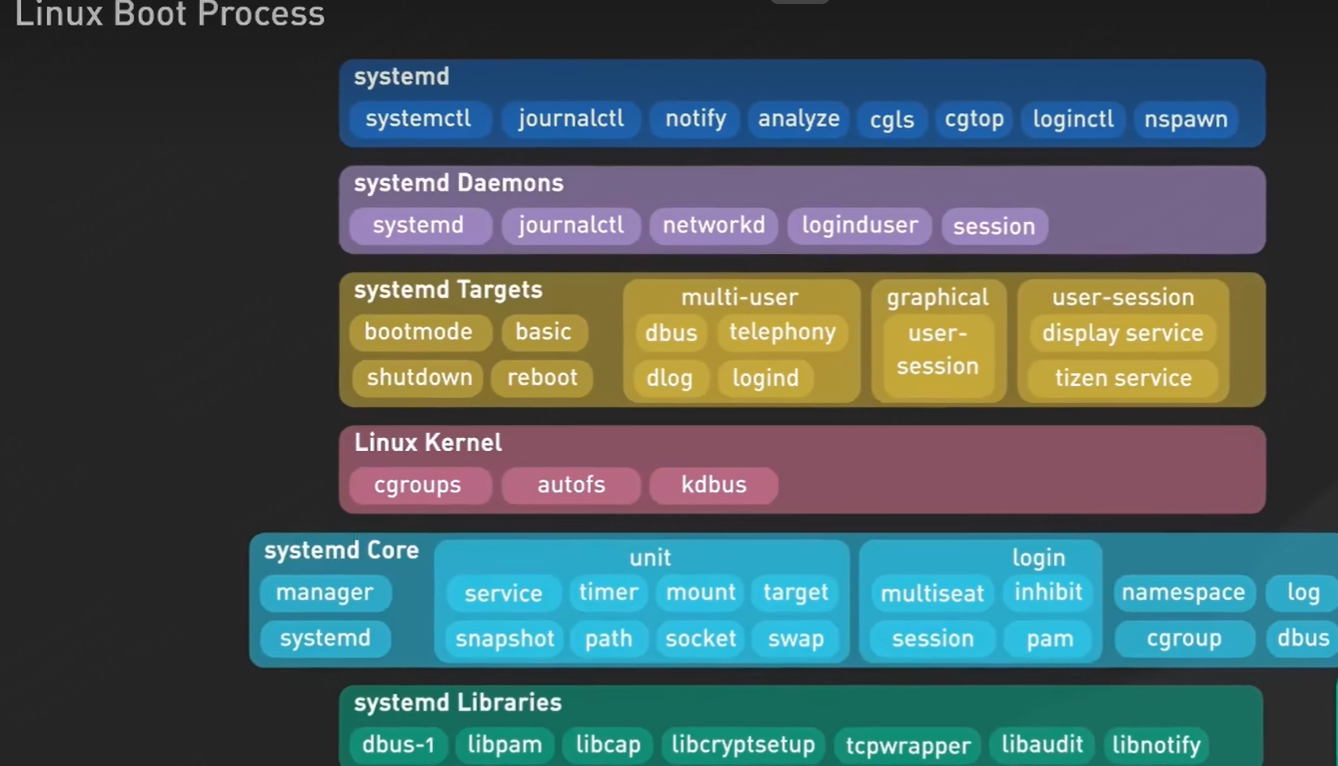 Linux Boot Process
systemd
systemctl journalctl notify analyze cgls cgtop loginctl nspawn
systemd Daemons
systemd journalctl networkd loginduser session
systemd Targets
bootmode basic
shutdown reboot
multi-user
dbus telephony
dlog logind
graphical
user-
session
user-session
display service
tizen service
Linux Kernel
cgroups autofs kdbus
systemd Core
manager
systemd
unit
service timer mount target
snapshot path socket swap
login
multiseat inhibit
session pam
namespace log
cgroup dbus
systemd Libraries
dbus-1 libpam libcap libcryptsetup tcpwrapper libaudit libnotify